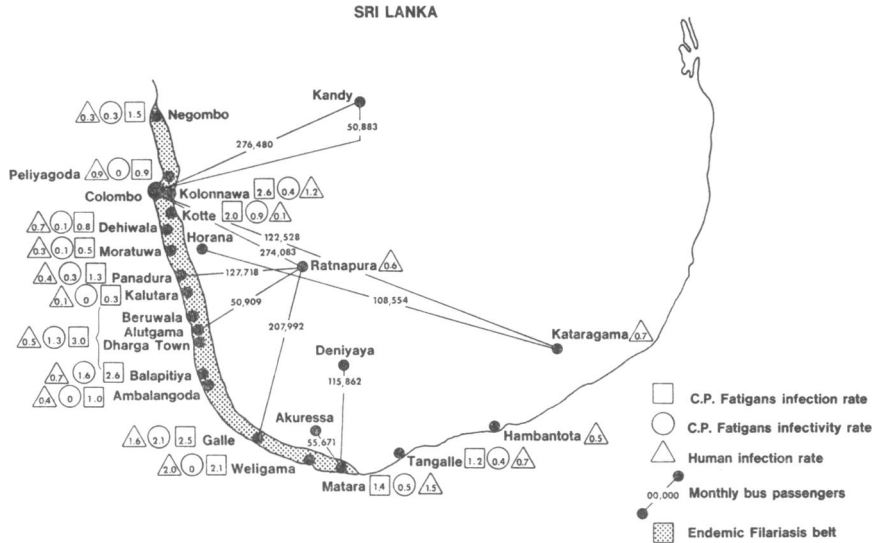 SRI LANKA
Kandy
0.3 0.3 1.5 Negombo
50,883
276,480
Peliyagoda 0.9 0 0.9
Colombo Kolonnawa 2.6 0.4 1.2
Kotte 2.0 0.9 0.1
0.7 0.1 0.8 Dehiwala
122,528
Horana 274,083
0.3 0.1 0.5 Moratuwa
Ratnapura 0.6
0.4 0.3 1.3 Panadura 127,718
0.1 0 0.3 Kalutara
50,909 108,554
Beruwala
Alutgama 207,992
0.5 1.3 3.0 Dharga Town
Kataragama 0.7
Deniyaya
0.7 1.6 2.6 Balapitiya
115,862
0.4 0 1.0 Ambalangoda
C.P. Fatigans infection rate
Akuressa
Hambantota 0.5
C.P. Fatigans infectivity rate
1.6 2.1 2.5 Galle
55,671
Human infection rate
2.0 0 2.1 Weligama
Tangalle 1.2 0.4 0.7
Matara 1.4 0.5 1.5
00,000 Monthly bus passengers
Endemic Filariasis belt